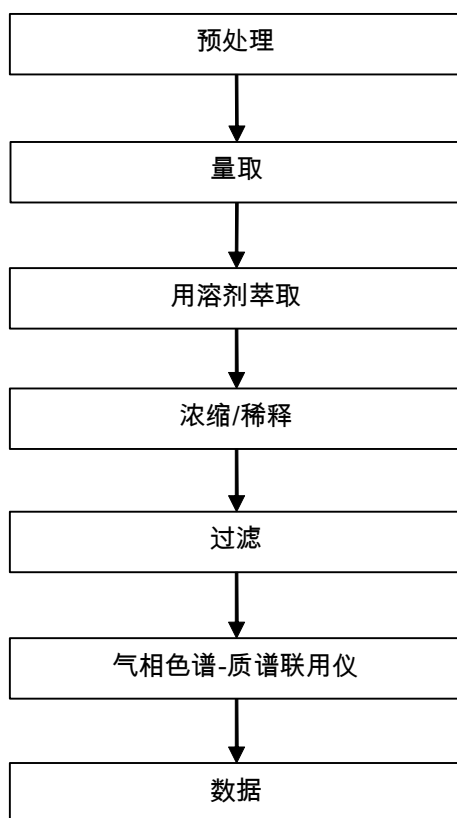 预处理
量取
用溶剂萃取
浓缩/稀释
过滤
气相色谱-质谱联用仪
数据